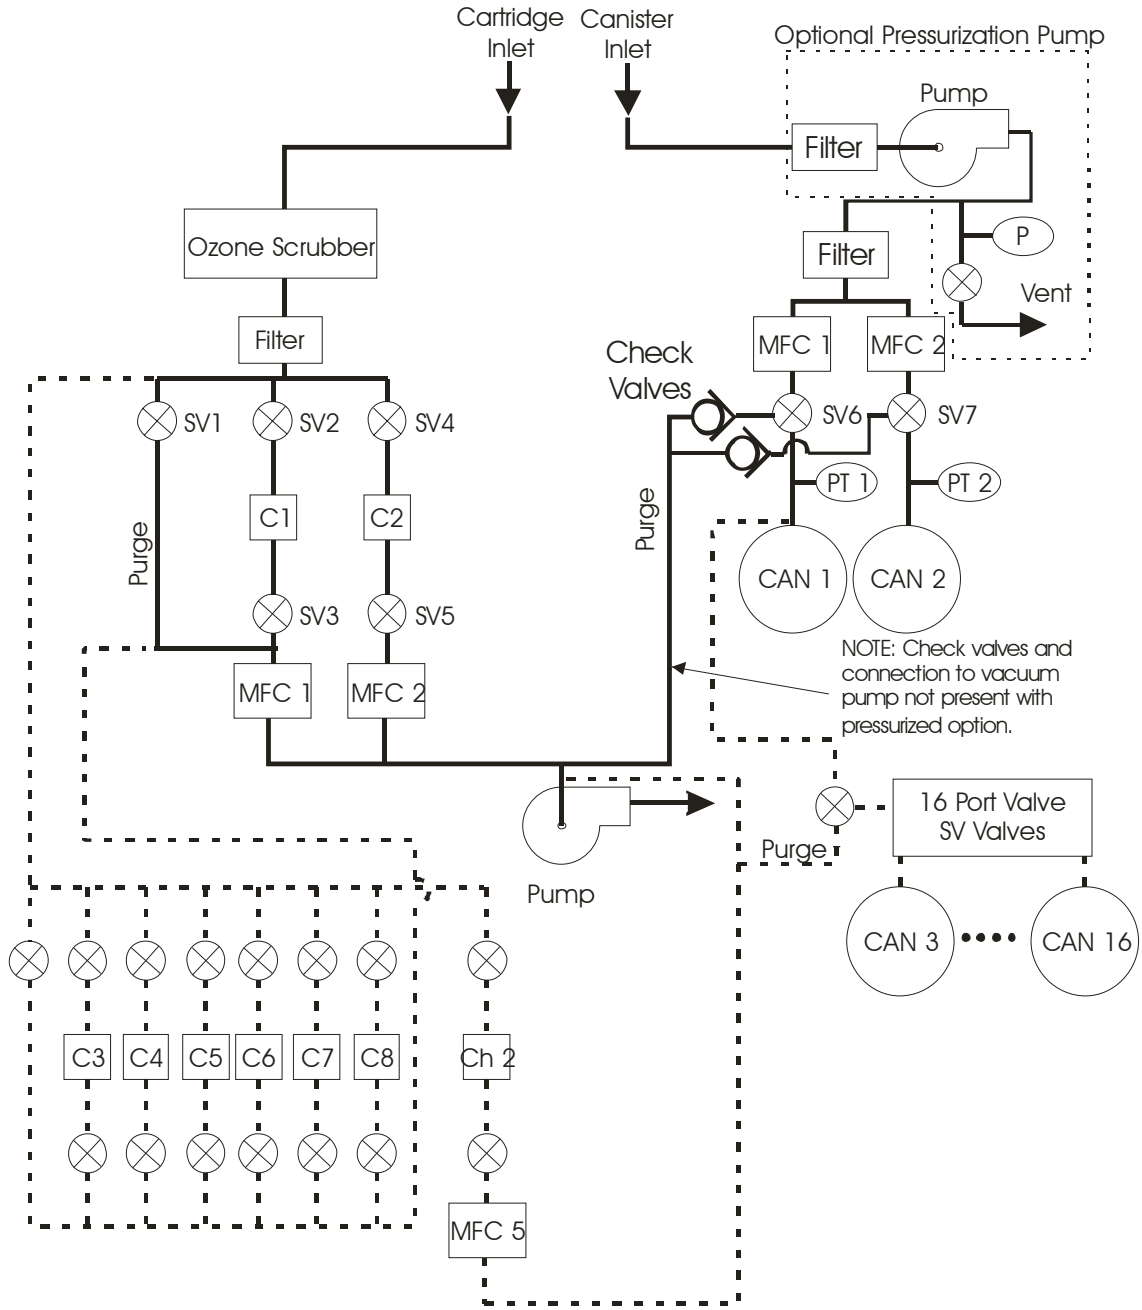 Cartridge
Inlet
Canister
Inlet
Optional Pressurization Pump
Pump
Filter
Ozone Scrubber
P
Filter
Vent
Filter
MFC 1
MFC 2
Check
Valves
SV1
SV2
SV4
SV6
SV7
PT 1
PT 2
C1
C2
Purge
Purge
CAN 1
CAN 2
SV3
SV5
NOTE: Check valves and
connection to vacuum
pump not present with
pressurized option.
MFC 1
MFC 2
16 Port Valve
SV Valves
Purge
Pump
CAN 3
CAN 16
C3
C4
C5
C6
C7
C8
Ch 2
MFC 5